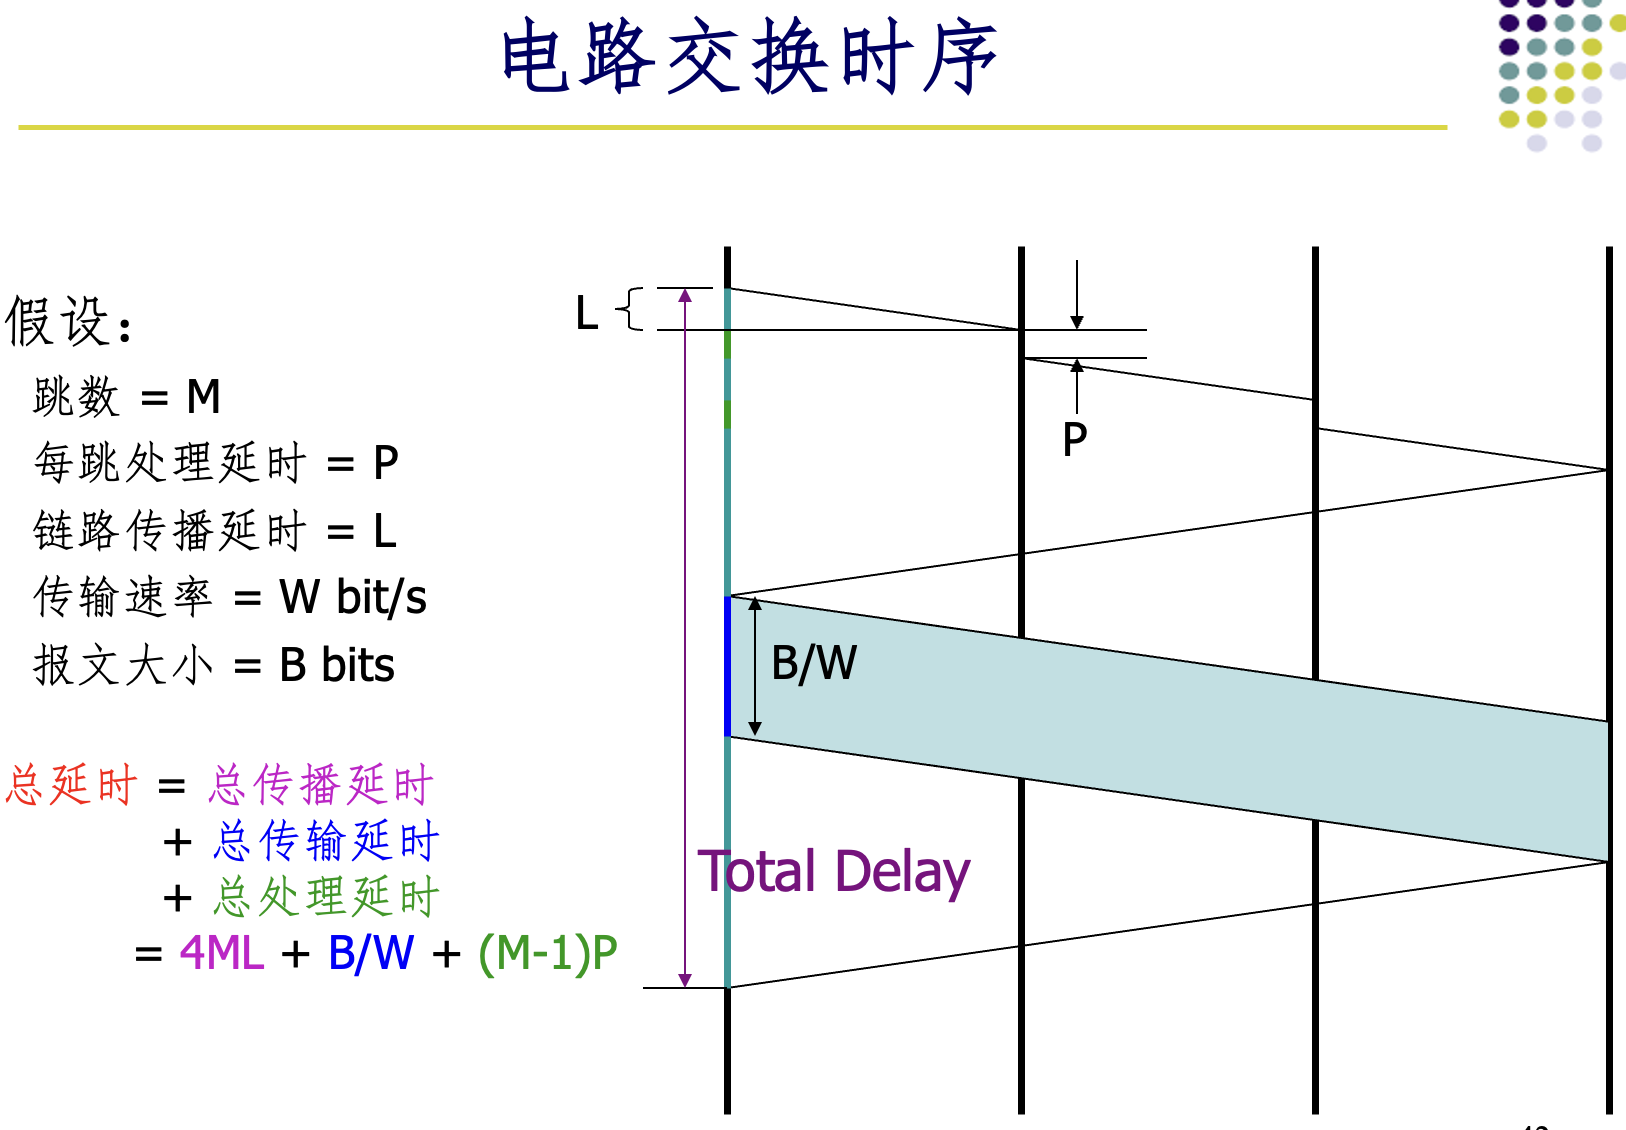 电路交换时序
假设：
跳数 = M
每跳处理延时 = P
链路传播延时 = L
传输速率 = W bit/s
报文大小 = B bits
总延时 = 总传播延时
+ 总传输延时
+ 总处理延时
= 4ML + B/W + (M-1)P
L
P
B/W
Total Delay